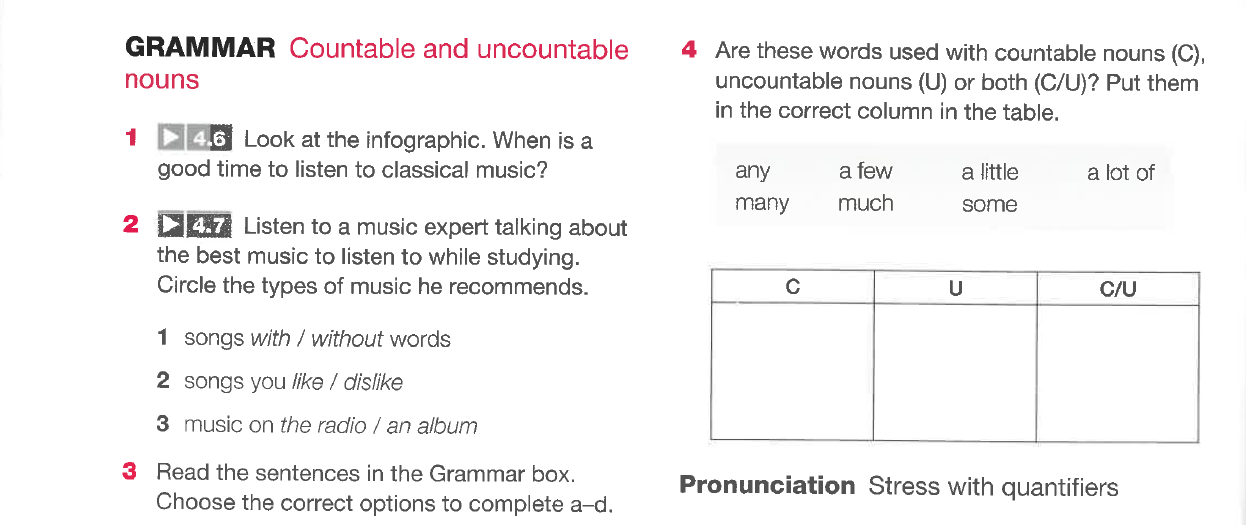 GRAMMAR Countable and uncountable
nouns
1 4.6 Look at the infographic. When is a
good time to listen to classical music?
2 4.7 Listen to a music expert talking about
the best music to listen to while studying.
Circle the types of music he recommends.
1 songs with / without words
2 songs you like / dislike
3 music on the radio / an album
3 Read the sentences in the Grammar box.
Choose the correct options to complete a–d.
4 Are these words used with countable nouns (C),
uncountable nouns (U) or both (C/U)? Put them
in the correct column in the table.
any a few a little a lot of
many much some
C U C/U
Pronunciation Stress with quantifiers